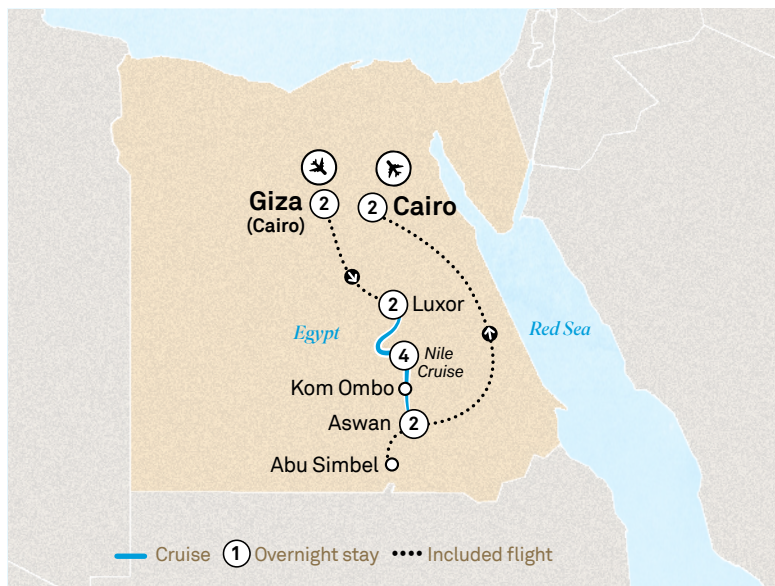 Giza
(Cairo)
2
2
Cairo
2
Luxor
Egypt
Red Sea
4
Nile
Cruise
Kom Ombo
Aswan
2
Abu Simbel
Cruise
1
Overnight stay
Included flight